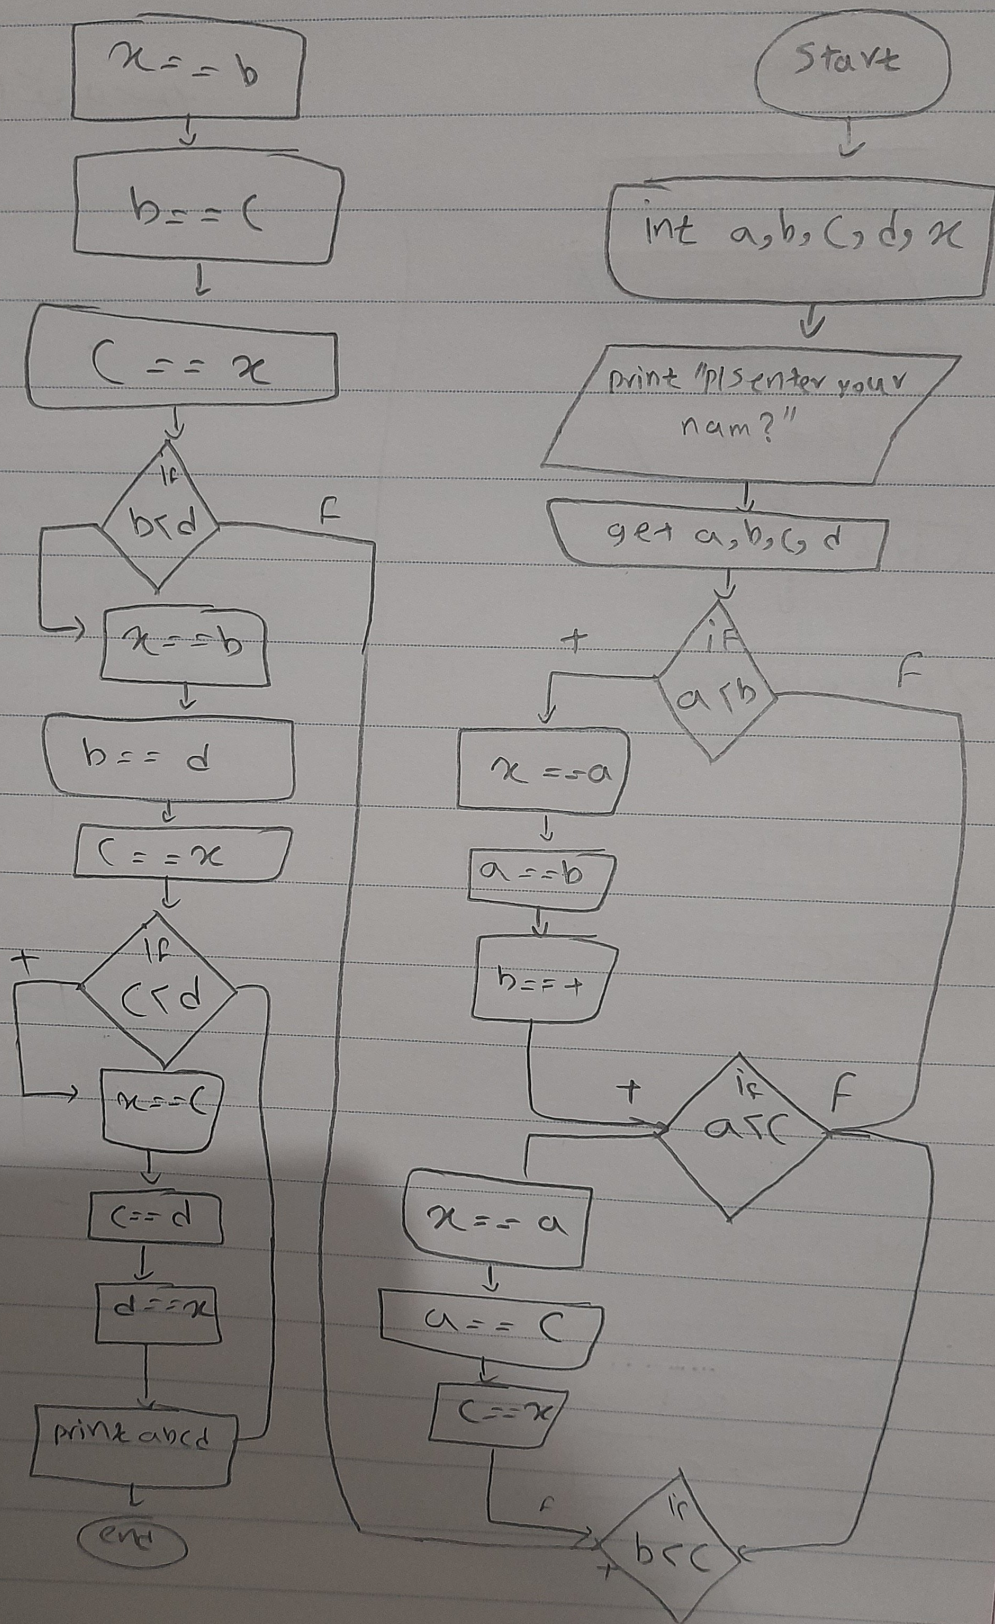 Start
int a, b, c, d, x
print "pls enter your
nam?"
get a, b, c, d
if
a < b
+
F
x == a
a == b
b == +
if
a < c
+
F
x == a
a == c
c == x
F
if
b < c
+
x == b
b == c
c == x
if
b < d
F
x == b
b == d
c == x
if
c < d
+
x == c
c == d
d == x
print abcd
end